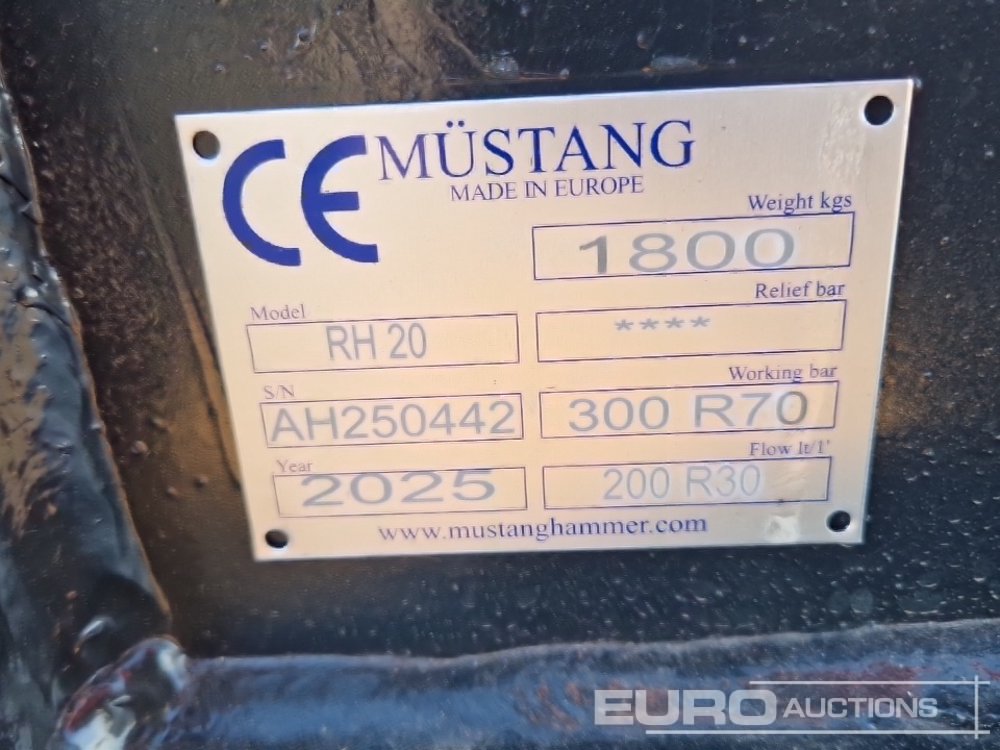 CE MÜSTANG
MADE IN EUROPE
Weight kgs
1800
Relief bar
****
Model
RH 20
Working bar
300 R70
S/N
AH250442
Flow lt/1'
200 R30
Year
2025
www.mustanghammer.com
EURO AUCTIONS